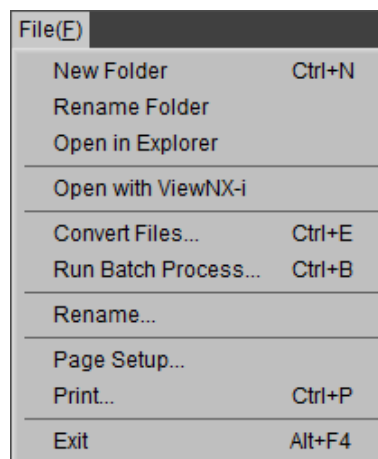 File(F)
New Folder Ctrl+N
Rename Folder
Open in Explorer
Open with ViewNX-i
Convert Files... Ctrl+E
Run Batch Process... Ctrl+B
Rename...
Page Setup...
Print... Ctrl+P
Exit Alt+F4